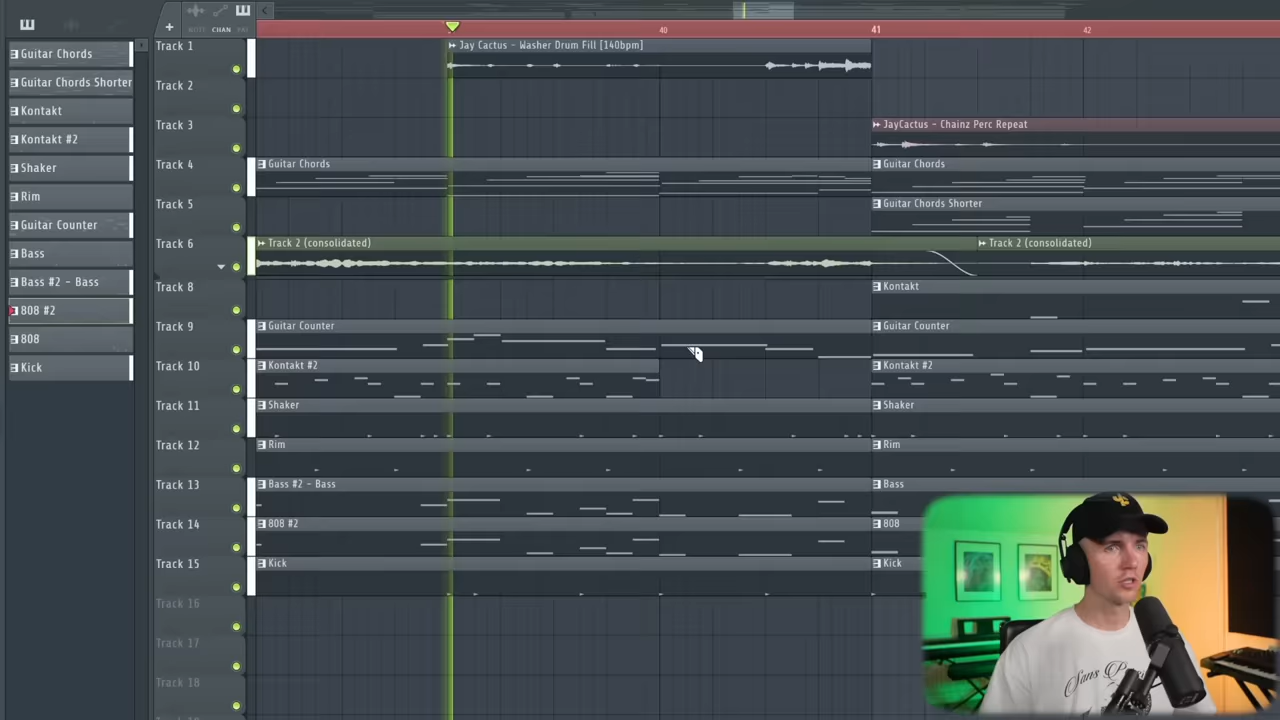 NOTE CHAN PAT
40 41 42
Guitar Chords
Guitar Chords Shorter
Kontakt
Kontakt #2
Shaker
Rim
Guitar Counter
Bass
Bass #2 - Bass
808 #2
808
Kick
Track 1
Jay Cactus - Washer Drum Fill [140bpm]
Track 2
Track 3
JayCactus - Chainz Perc Repeat
Track 4
Guitar Chords
Guitar Chords
Track 5
Guitar Chords Shorter
Track 6
Track 2 (consolidated)
Track 2 (consolidated)
Track 8
Kontakt
Track 9
Guitar Counter
Guitar Counter
Track 10
Kontakt #2
Kontakt #2
Track 11
Shaker
Shaker
Track 12
Rim
Rim
Track 13
Bass #2 - Bass
Bass
Track 14
808 #2
808
Track 15
Kick
Kick
Track 16
Track 17
Track 18